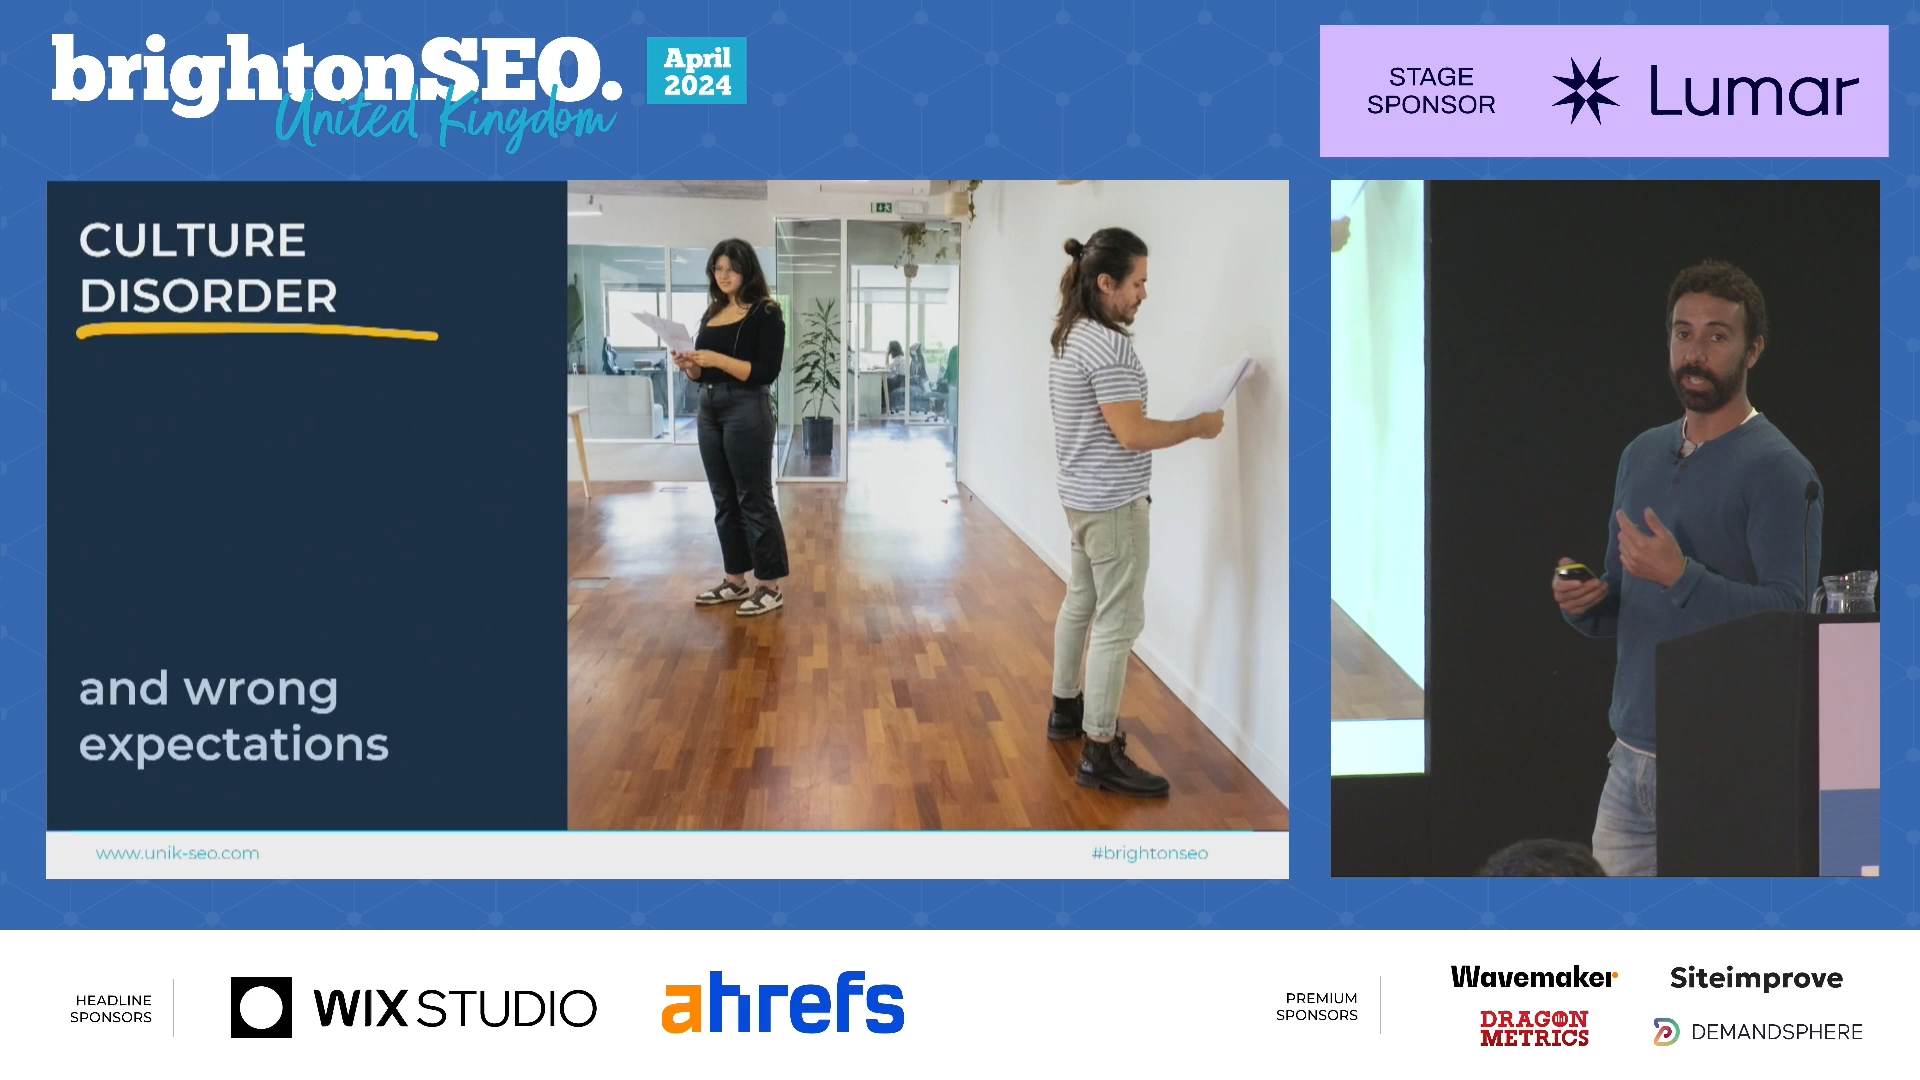 brightonSEO.
United Kingdom
April
2024
STAGE
SPONSOR
Lumar
CULTURE
DISORDER
and wrong
expectations
www.unik-seo.com
#brightonseo
HEADLINE
SPONSORS
WIX STUDIO
ahrefs
PREMIUM
SPONSORS
Wavemaker
Siteimprove
DRAGON
METRICS
DEMANDSPHERE